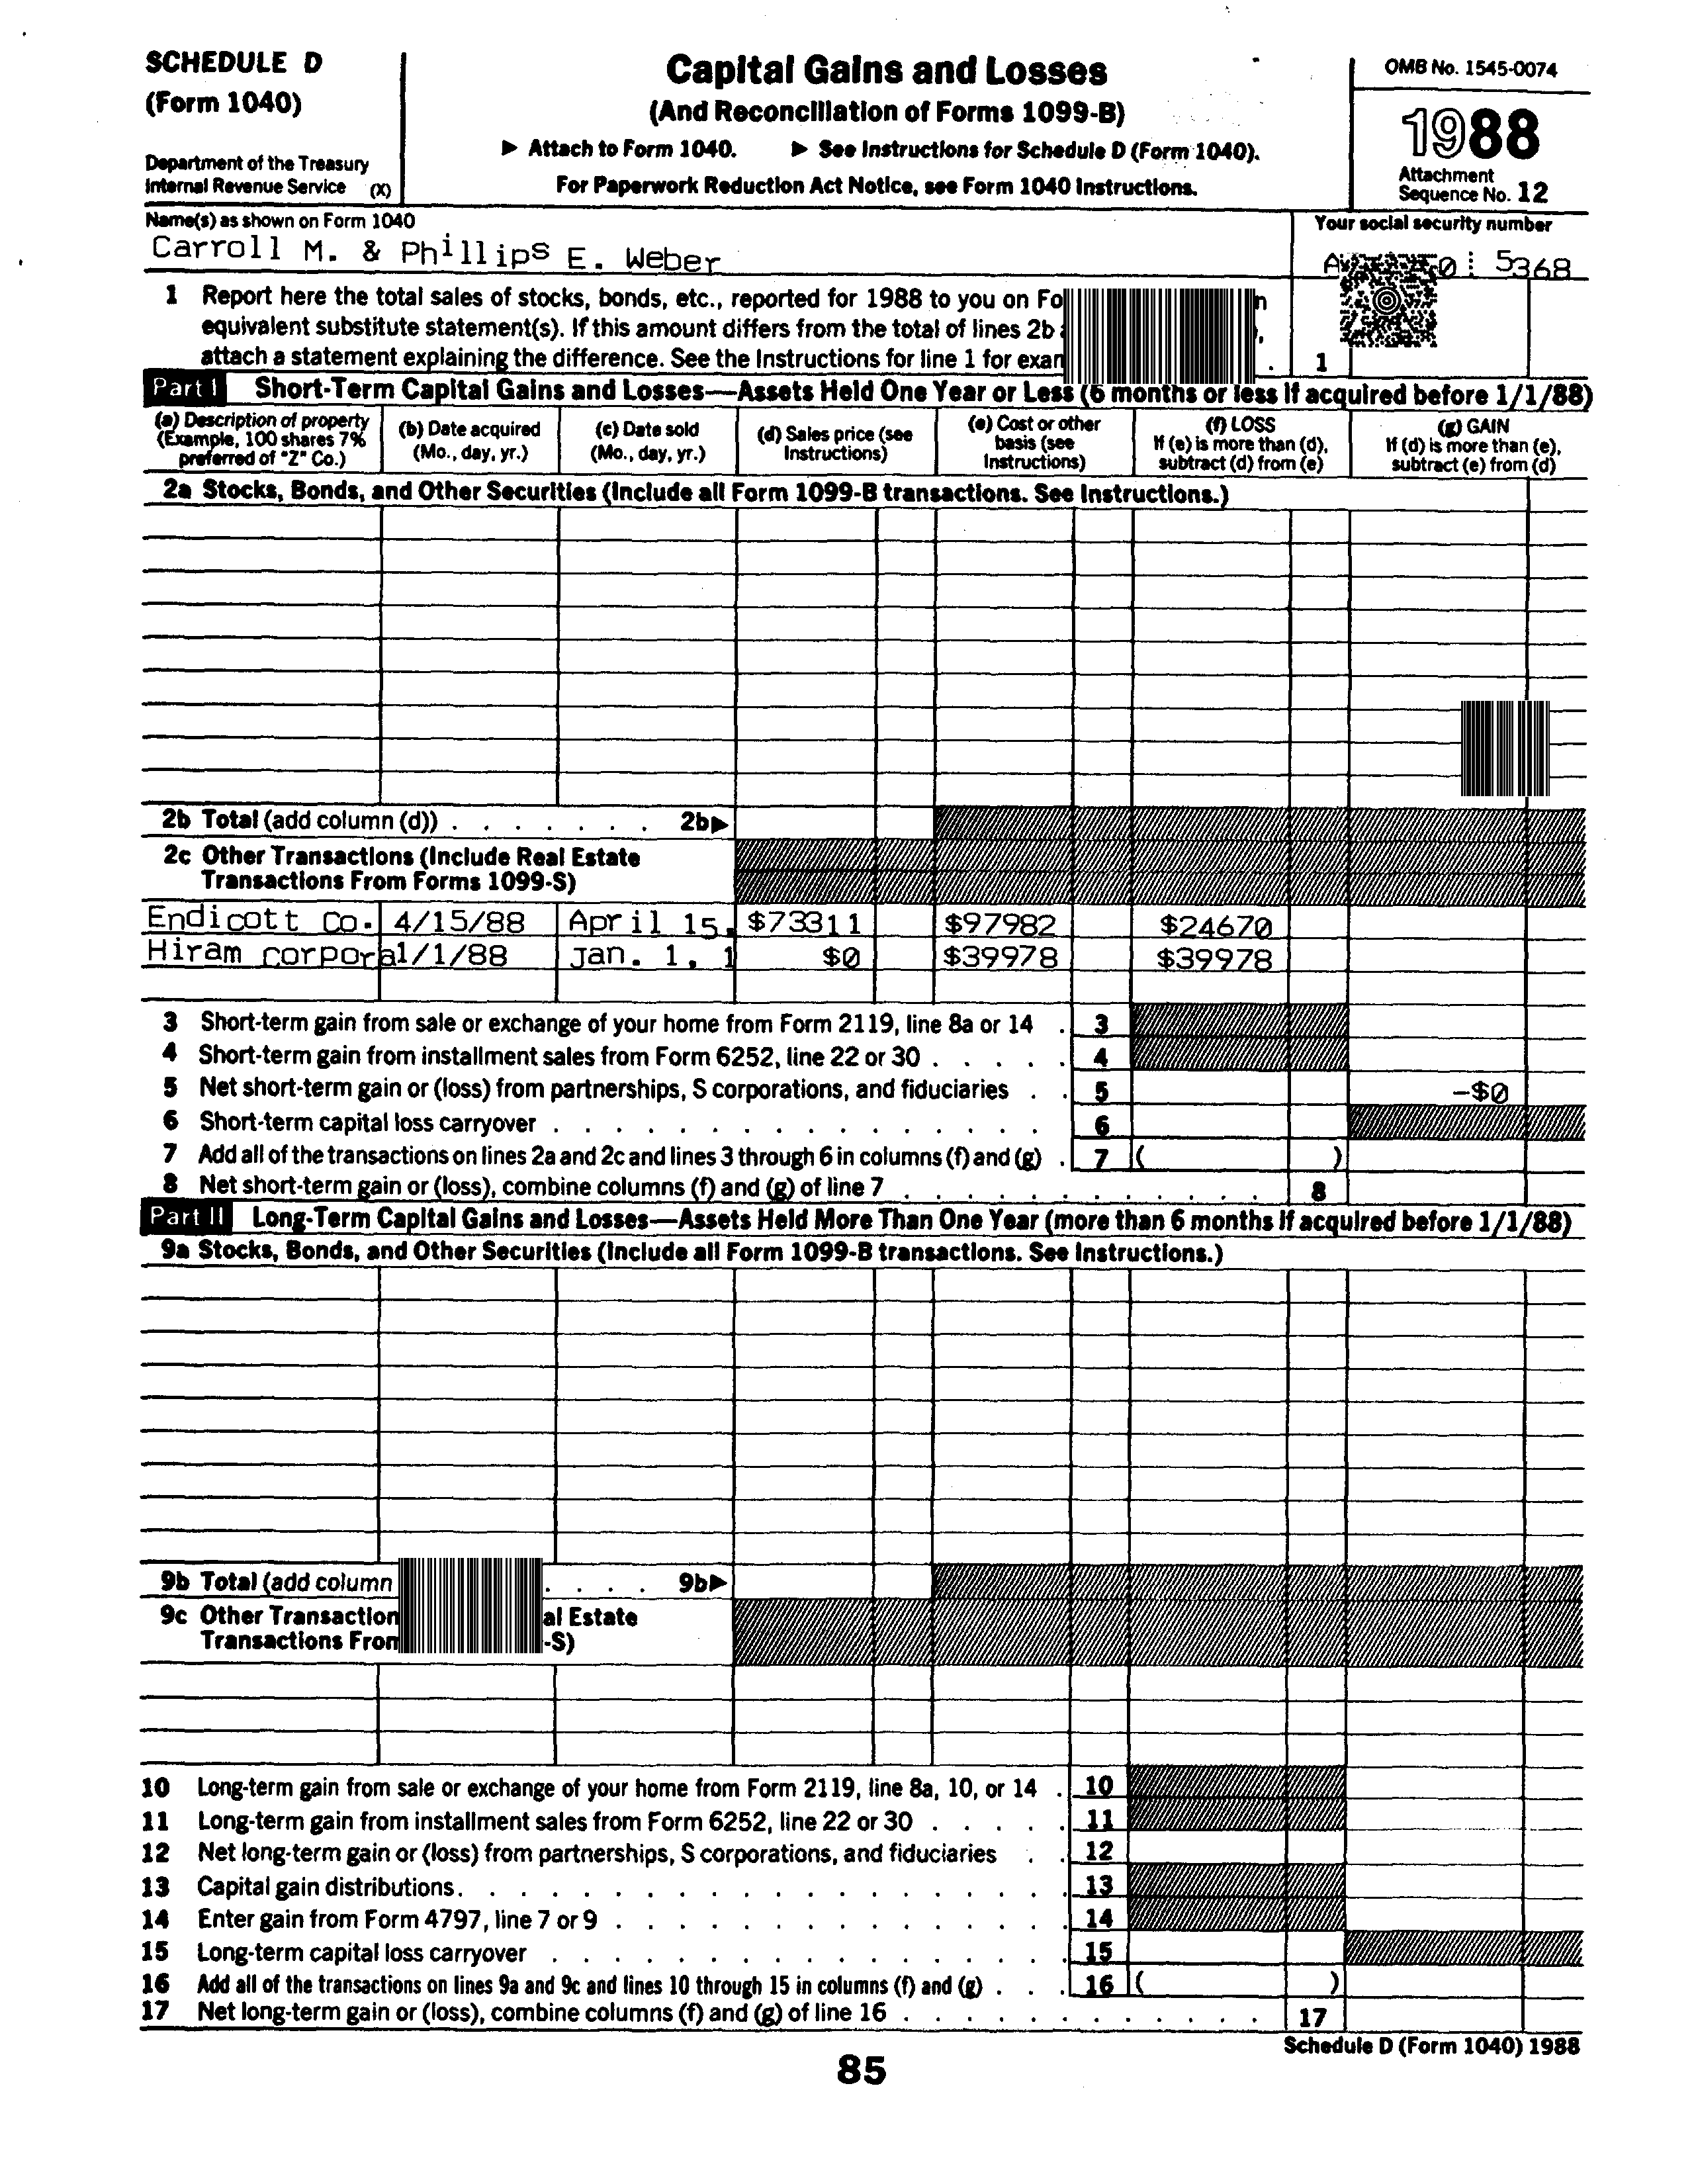 SCHEDULE D
(Form 1040)
Department of the Treasury
Internal Revenue Service (X)
Capital Gains and Losses
(And Reconciliation of Forms 1099-B)
▶ Attach to Form 1040. ▶ See Instructions for Schedule D (Form 1040).
For Paperwork Reduction Act Notice, see Form 1040 Instructions.
OMB No. 1545-0074
1988
Attachment
Sequence No. 12
Name(s) as shown on Form 1040
Carroll M. & Phillips E. Weber
Your social security number
5368
1 Report here the total sales of stocks, bonds, etc., reported for 1988 to you on
equivalent substitute statement(s). If this amount differs from the total of lines 2b
attach a statement explaining the difference. See the Instructions for line 1 for . 1
Part I Short-Term Capital Gains and Losses—Assets Held One Year or Less (6 months or less if acquired before 1/1/88)
(a) Description of property
(Example, 100 shares 7%
preferred of "Z" Co.)
(b) Date acquired
(Mo., day, yr.)
(c) Date sold
(Mo., day, yr.)
(d) Sales price (see
Instructions)
(e) Cost or other
basis (see
Instructions)
(f) LOSS
If (e) is more than (d),
subtract (d) from (e)
(g) GAIN
If (d) is more than (e),
subtract (e) from (d)
2a Stocks, Bonds, and Other Securities (Include all Form 1099-B transactions. See Instructions.)
2b Total (add column (d)) . . . . . . . 2b▶
2c Other Transactions (Include Real Estate
Transactions From Forms 1099-S)
Endicott Co. 4/15/88 April 15, $73311 $97982 $24670
Hiram corpora 1/1/88 Jan. 1, 1 $0 $39978 $39978
3 Short-term gain from sale or exchange of your home from Form 2119, line 8a or 14 . 3
4 Short-term gain from installment sales from Form 6252, line 22 or 30 . . . . . 4
5 Net short-term gain or (loss) from partnerships, S corporations, and fiduciaries . . 5 -$0
6 Short-term capital loss carryover . . . . . . . . . . . . . . . . 6
7 Add all of the transactions on lines 2a and 2c and lines 3 through 6 in columns (f) and (g) . 7 ( )
8 Net short-term gain or (loss), combine columns (f) and (g) of line 7 . . . . . . . . . . . . 8
Part II Long-Term Capital Gains and Losses—Assets Held More Than One Year (more than 6 months if acquired before 1/1/88)
9a Stocks, Bonds, and Other Securities (Include all Form 1099-B transactions. See Instructions.)
9b Total (add column . . . . 9b▶
9c Other Estate
Transactions -S)
10 Long-term gain from sale or exchange of your home from Form 2119, line 8a, 10, or 14 . 10
11 Long-term gain from installment sales from Form 6252, line 22 or 30 . . . . . 11
12 Net long-term gain or (loss) from partnerships, S corporations, and fiduciaries . . 12
13 Capital gain distributions . . . . . . . . . . . . . . . . . . . 13
14 Enter gain from Form 4797, line 7 or 9 . . . . . . . . . . . . . . 14
15 Long-term capital loss carryover . . . . . . . . . . . . . . . . 15
16 Add all of the transactions on lines 9a and 9c and lines 10 through 15 in columns (f) and (g) . . . 16 ( )
17 Net long-term gain or (loss), combine columns (f) and (g) of line 16 . . . . . . . . . . . . 17
Schedule D (Form 1040) 1988
85